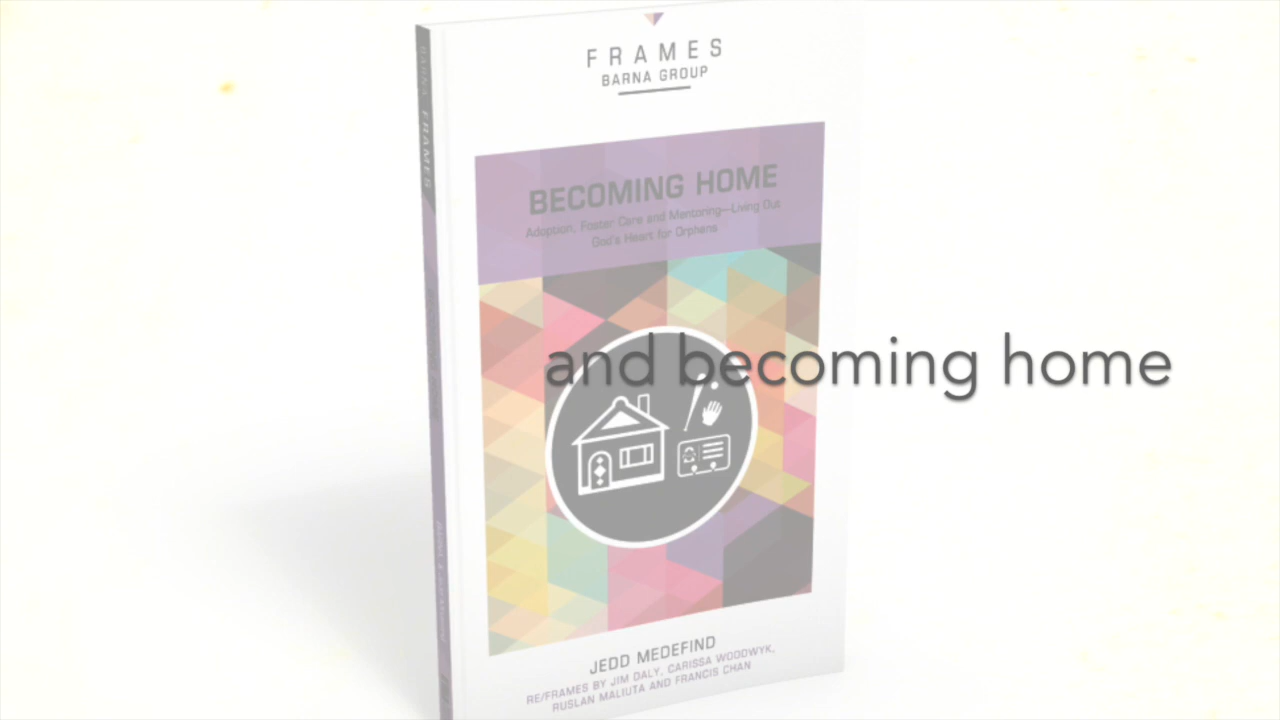 FRAMES
BARNA GROUP
BECOMING HOME
Adoption, Foster Care and Mentoring—Living Out
God's Heart for Orphans
and becoming home
JEDD MEDEFIND
RE/FRAMES BY JIM DALY, CARISSA WOODWYK,
RUSLAN MALIUTA AND FRANCIS CHAN
BARNA FRAMES